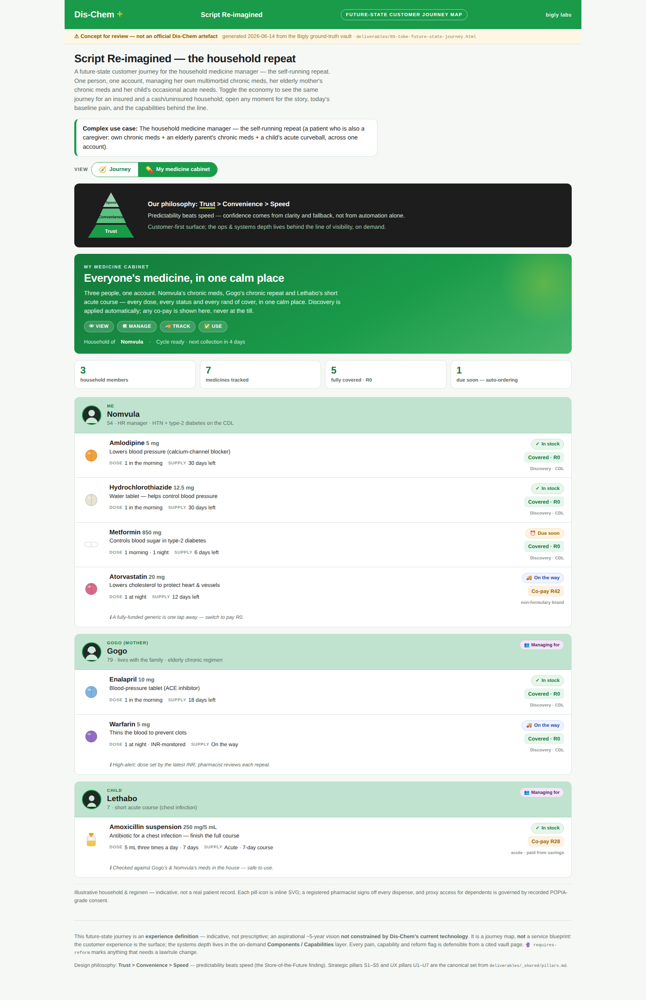 Dis-Chem +
Script Re-imagined
FUTURE-STATE CUSTOMER JOURNEY MAP
bigly labs
⚠ Concept for review — not an official Dis-Chem artefact generated 2026-06-14 from the Bigly ground-truth vault · deliverables/05-tobe-future-state-journey.html
Script Re-imagined — the household repeat
A future-state customer journey for the household medicine manager — the self-running repeat.
One person, one account, managing her own multimorbid chronic meds, her elderly mother's
chronic meds and her child's occasional acute needs. Toggle the economy to see the same
journey for an insured and a cash/uninsured household; open any moment for the story, today's
baseline pain, and the capabilities behind the line.
Complex use case: The household medicine manager — the self-running repeat (a patient who is also a
caregiver: own chronic meds + an elderly parent's chronic meds + a child's acute curveball, across one
account).
VIEW
🧭 Journey
💊 My medicine cabinet
Speed
Convenience
Trust
Our philosophy: Trust > Convenience > Speed
Predictability beats speed — confidence comes from clarity and fallback, not from automation alone.
Customer-first surface; the ops & systems depth lives behind the line of visibility, on demand.
MY MEDICINE CABINET
Everyone's medicine, in one calm place
Three people, one account. Nomvula's chronic meds, Gogo's chronic repeat and Lethabo's short
acute course — every dose, every status and every rand of cover, in one calm place. Discovery is
applied automatically; any co-pay is shown here, never at the till.
👁 VIEW
🛠 MANAGE
🚚 TRACK
✅ USE
Household of Nomvula · Cycle ready · next collection in 4 days
3
household members
7
medicines tracked
5
fully covered · R0
1
due soon — auto-ordering
ME
Nomvula
54 · HR manager · HTN + type-2 diabetes on the CDL
Amlodipine 5 mg
Lowers blood pressure (calcium-channel blocker)
DOSE 1 in the morning SUPPLY 30 days left
✓ In stock
Covered · R0
Discovery · CDL
Hydrochlorothiazide 12.5 mg
Water tablet — helps control blood pressure
DOSE 1 in the morning SUPPLY 30 days left
✓ In stock
Covered · R0
Discovery · CDL
Metformin 850 mg
Controls blood sugar in type-2 diabetes
DOSE 1 morning · 1 night SUPPLY 6 days left
⏰ Due soon
Covered · R0
Discovery · CDL
Atorvastatin 20 mg
Lowers cholesterol to protect heart & vessels
DOSE 1 at night SUPPLY 12 days left
🚚 On the way
Co-pay R42
non-formulary brand
ℹ A fully-funded generic is one tap away — switch to pay R0.
GOGO (MOTHER)
Gogo
79 · lives with the family · elderly chronic regimen
👥 Managing for
Enalapril 10 mg
Blood-pressure tablet (ACE inhibitor)
DOSE 1 in the morning SUPPLY 18 days left
✓ In stock
Covered · R0
Discovery · CDL
Warfarin 5 mg
Thins the blood to prevent clots
DOSE 1 at night · INR-monitored SUPPLY On the way
🚚 On the way
Covered · R0
Discovery · CDL
ℹ High-alert: dose set by the latest INR; pharmacist reviews each repeat.
CHILD
Lethabo
7 · short acute course (chest infection)
👥 Managing for
Amoxicillin suspension 250 mg/5 mL
Antibiotic for a chest infection — finish the full course
DOSE 5 mL three times a day · 7 days SUPPLY Acute · 7-day course
✓ In stock
Co-pay R28
acute · paid from savings
ℹ Checked against Gogo's & Nomvula's meds in the house — safe to use.
Illustrative household & regimen — indicative, not a real patient record. Each pill icon is inline SVG; a registered pharmacist signs off every dispense, and proxy access for dependents is governed by recorded POPIA-
grade consent.
This future-state journey is an experience definition — indicative, not prescriptive; an aspirational ~5-year vision not constrained by Dis-Chem's current technology. It is a journey map, not a service blueprint:
the customer experience is the surface; the systems depth lives in the on-demand Components / Capabilities layer. Every pain, capability and reform flag is defensible from a cited vault page. 🔮 requires-
reform marks anything that needs a law/rule change.
Design philosophy: Trust > Convenience > Speed — predictability beats speed (the Store-of-the-Future finding). Strategic pillars S1–S5 and UX pillars U1–U7 are the canonical set from deliverables/_shared/pillars.md.